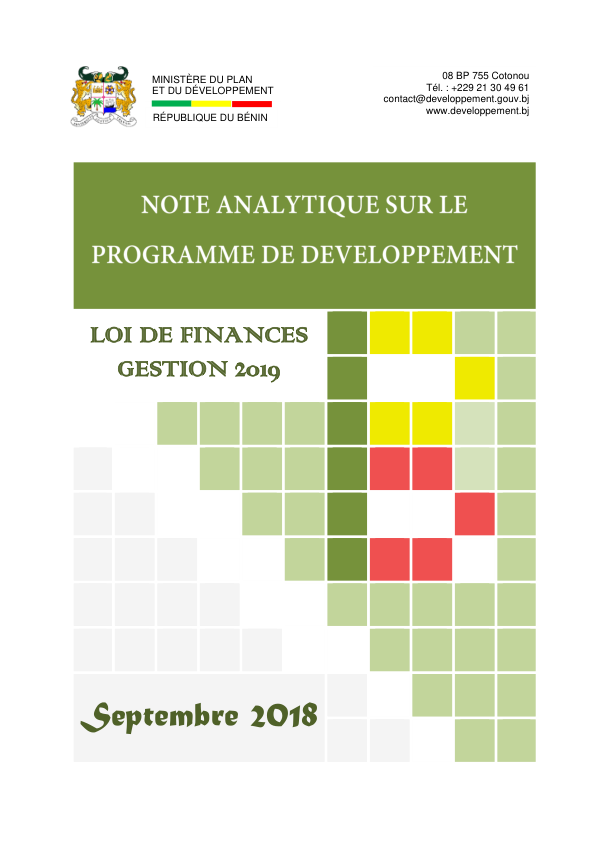 MINISTÈRE DU PLAN
ET DU DÉVELOPPEMENT
RÉPUBLIQUE DU BÉNIN
08 BP 755 Cotonou
Tél. : +229 21 30 49 61
contact@developpement.gouv.bj
www.developpement.bj
NOTE ANALYTIQUE SUR LE
PROGRAMME DE DEVELOPPEMENT
LOI DE FINANCES
GESTION 2019
Septembre 2018